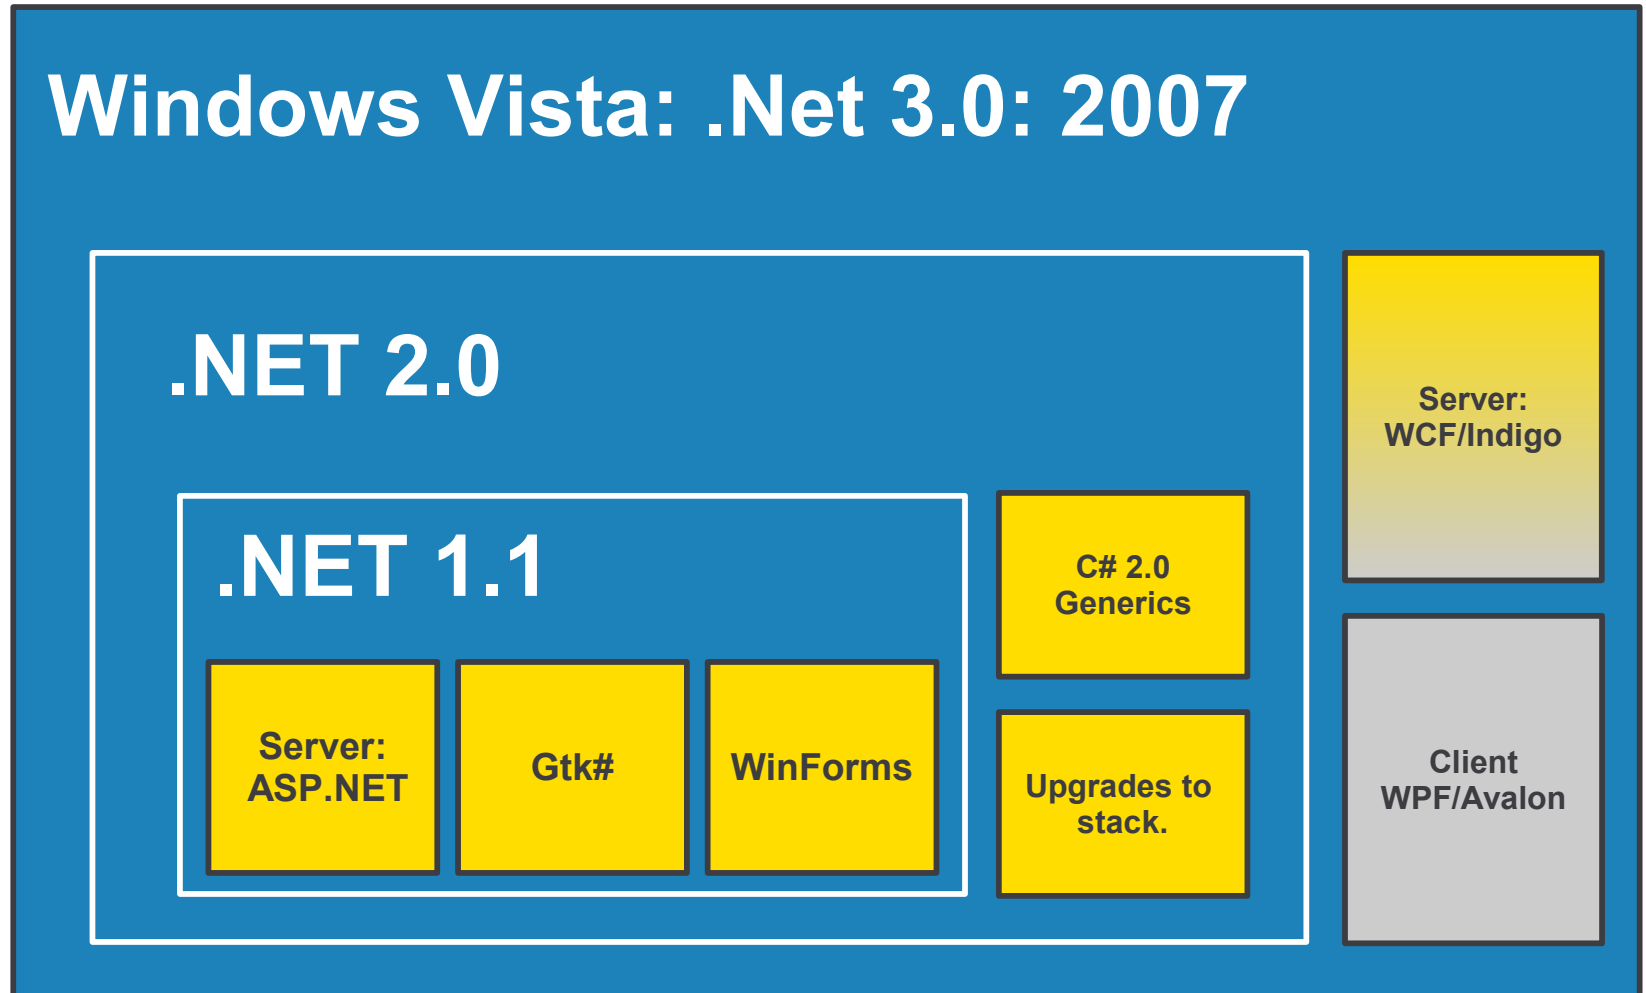 Windows Vista: .Net 3.0: 2007
.NET 2.0
Server:
WCF/Indigo
.NET 1.1
C# 2.0
Generics
Server:
ASP.NET
Gtk#
WinForms
Upgrades to
stack.
Client
WPF/Avalon